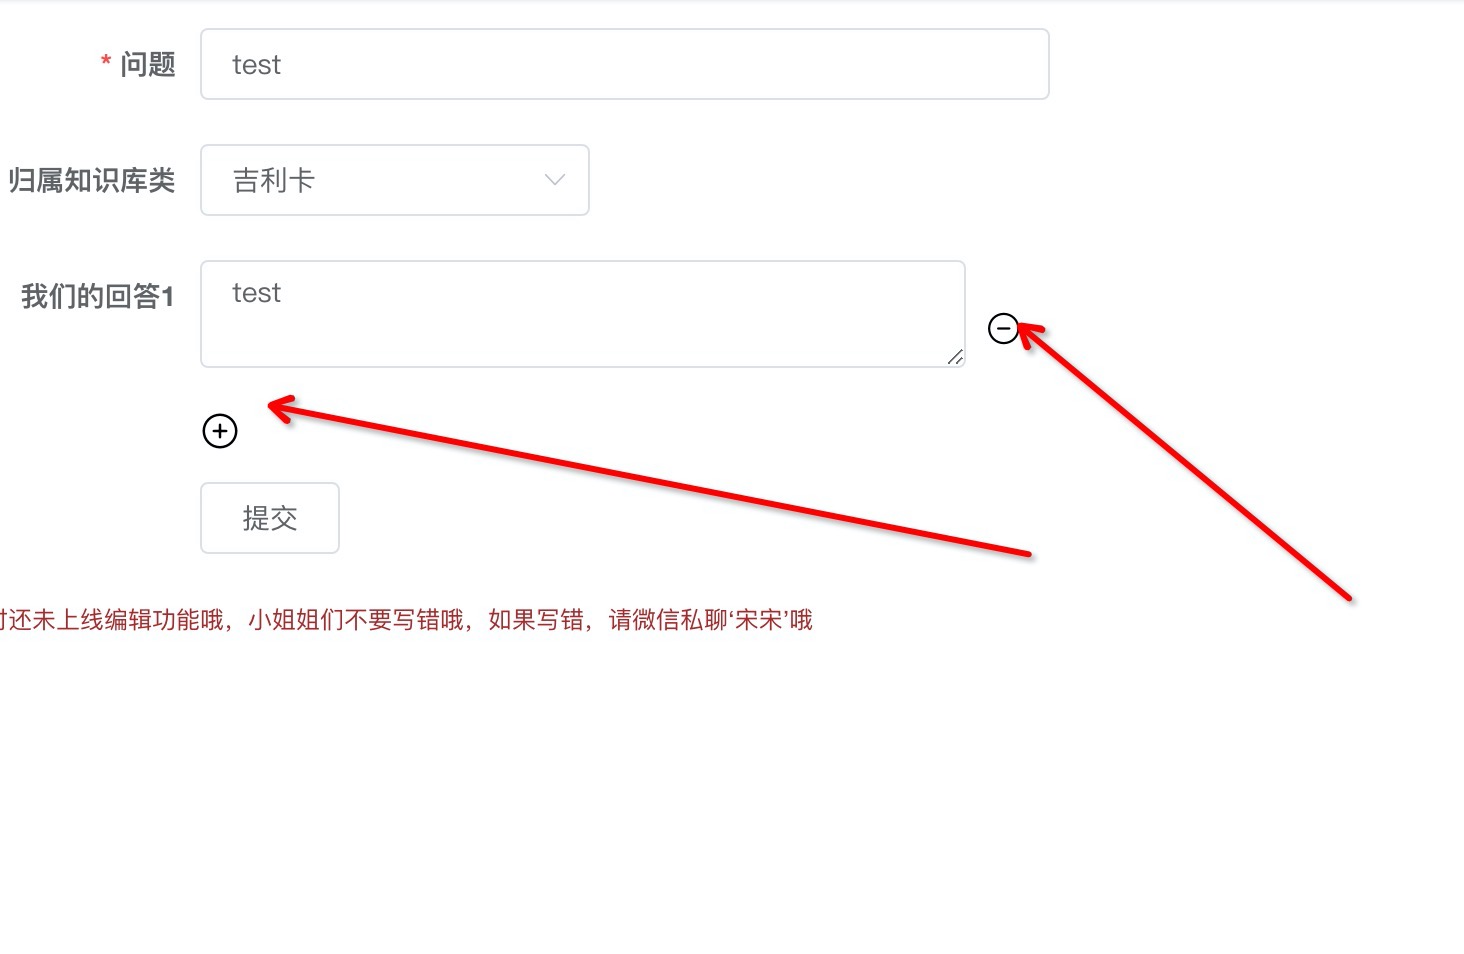 * 问题
test
归属知识库类
吉利卡
我们的回答1
test
提交
还未上线编辑功能哦，小姐姐们不要写错哦，如果写错，请微信私聊‘宋宋’哦